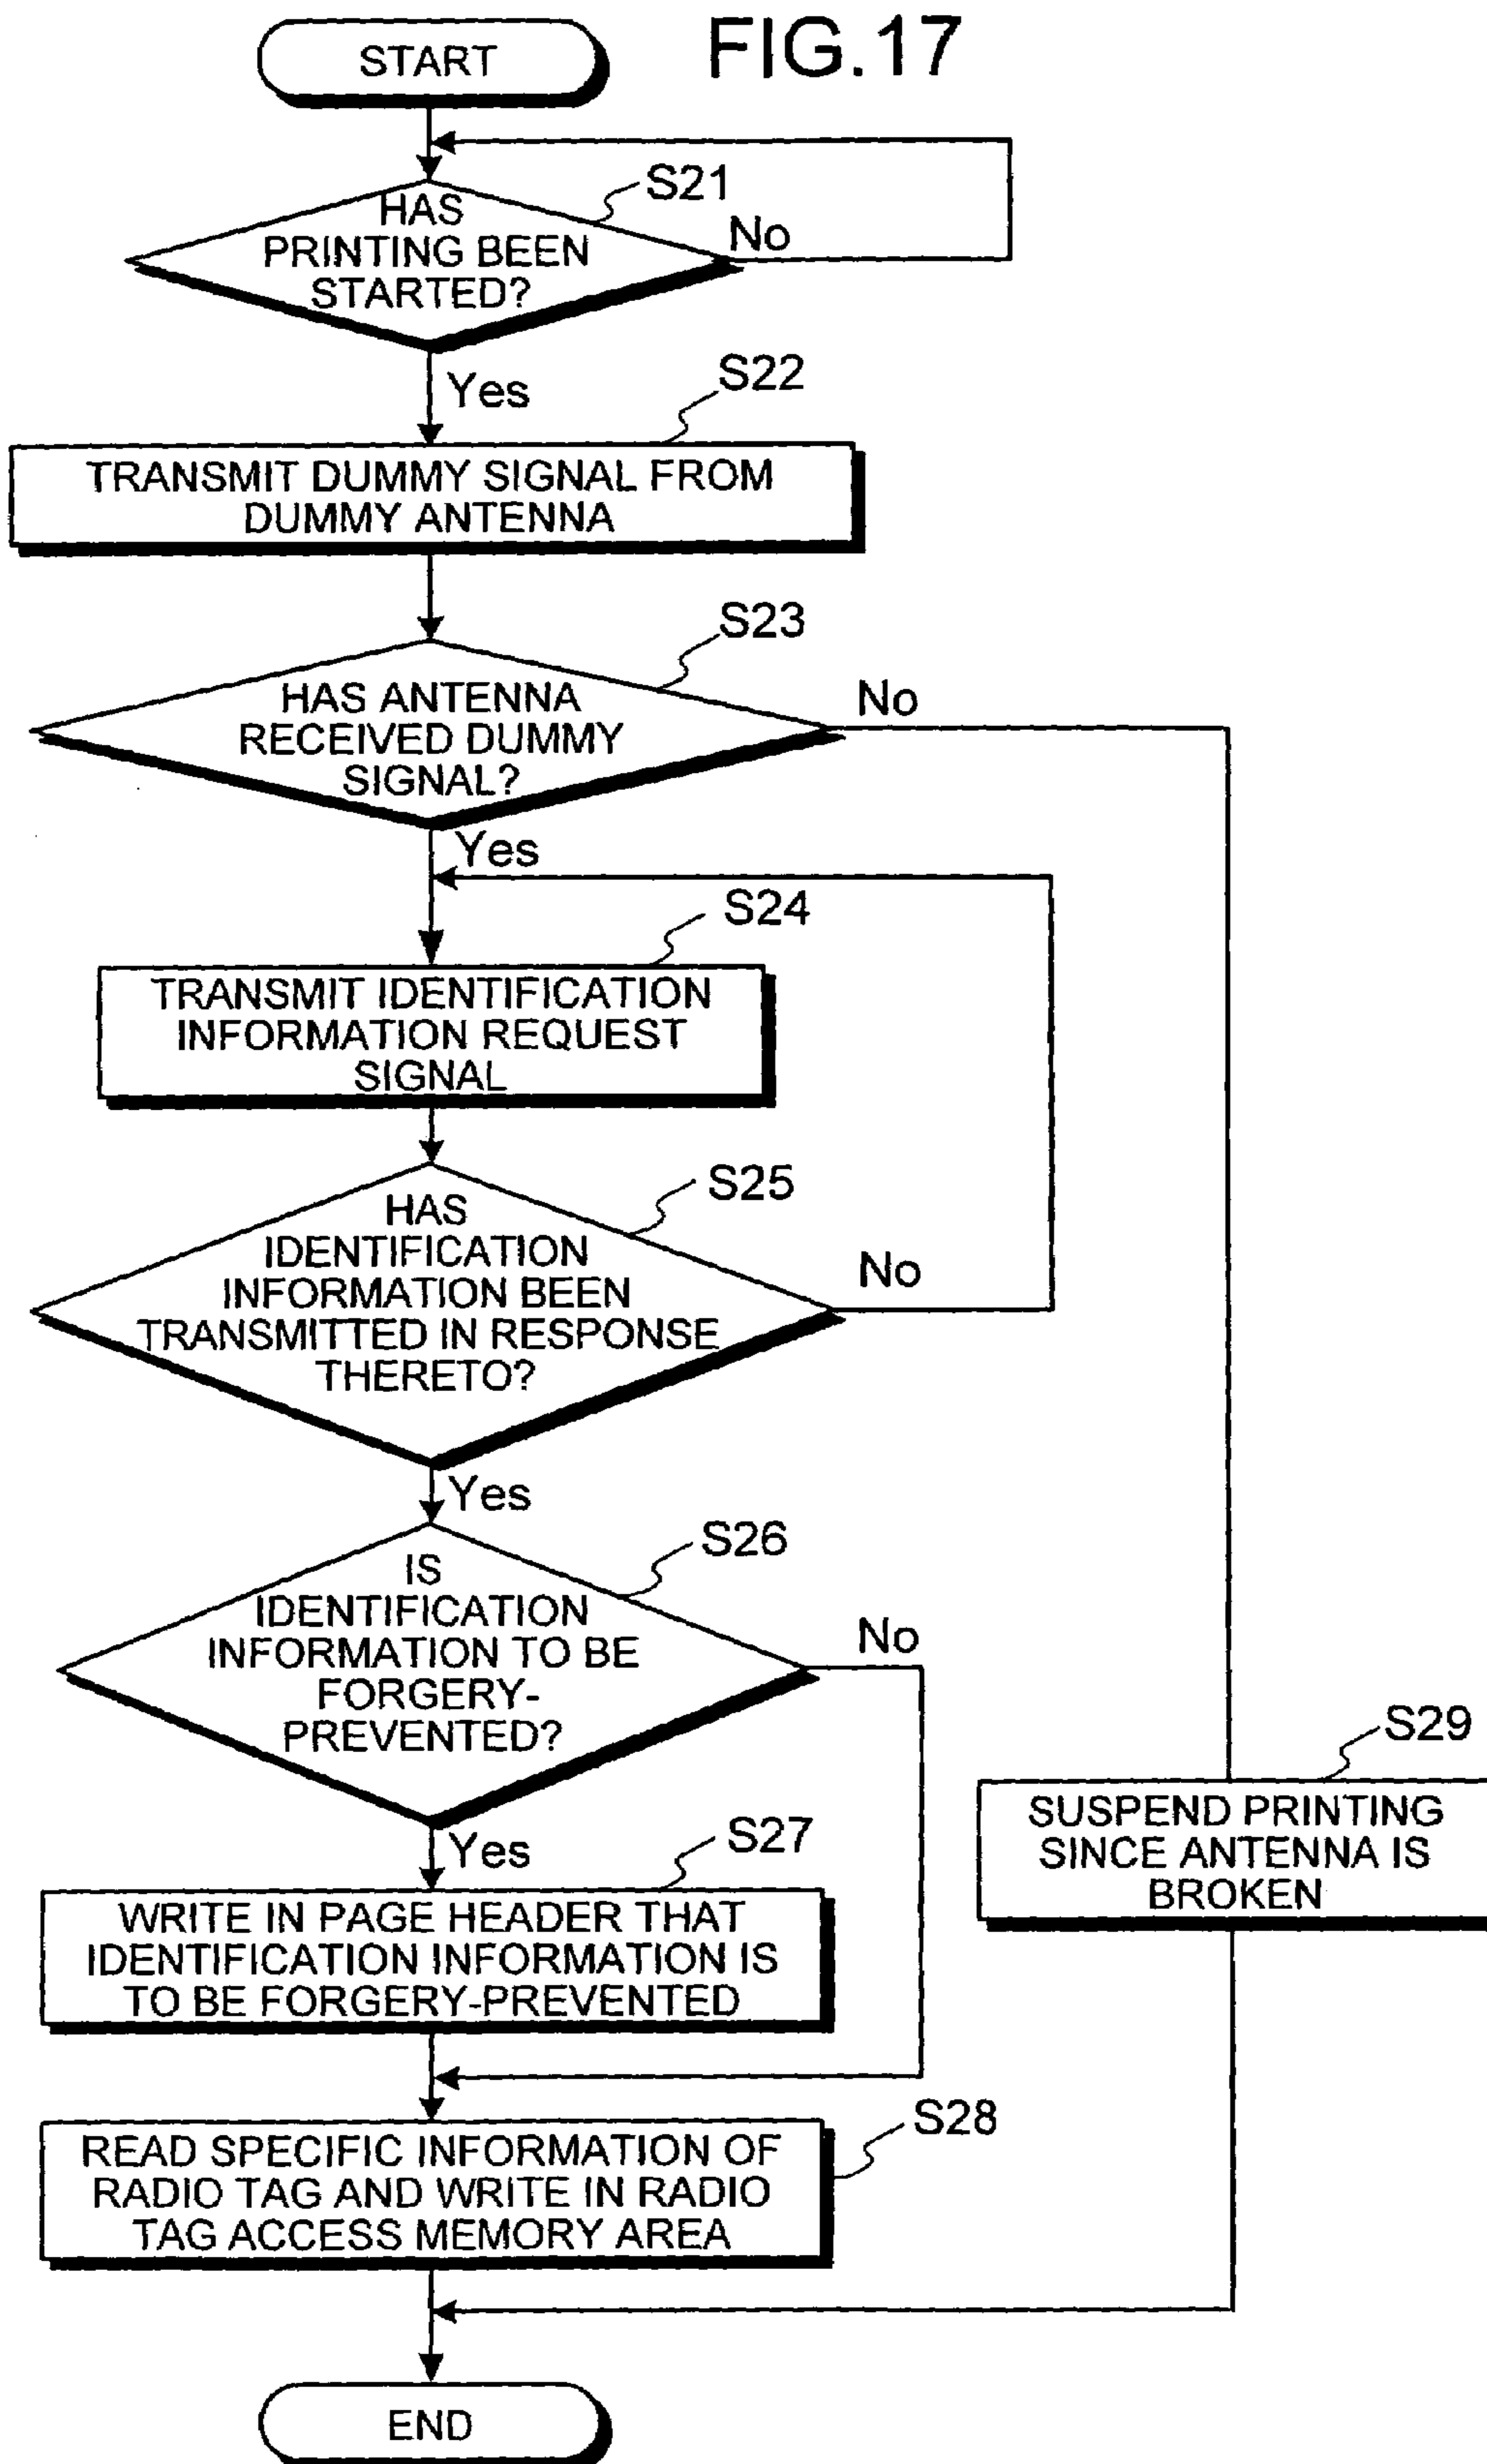 FIG.17
START
S21
HAS
PRINTING BEEN
STARTED?
No
Yes
S22
TRANSMIT DUMMY SIGNAL FROM
DUMMY ANTENNA
S23
HAS ANTENNA
RECEIVED DUMMY
SIGNAL?
No
Yes
S24
TRANSMIT IDENTIFICATION
INFORMATION REQUEST
SIGNAL
S25
HAS
IDENTIFICATION
INFORMATION BEEN
TRANSMITTED IN RESPONSE
THERETO?
No
Yes
S26
IS
IDENTIFICATION
INFORMATION TO BE
FORGERY-
PREVENTED?
No
Yes
S27
WRITE IN PAGE HEADER THAT
IDENTIFICATION INFORMATION IS
TO BE FORGERY-PREVENTED
S29
SUSPEND PRINTING
SINCE ANTENNA IS
BROKEN
S28
READ SPECIFIC INFORMATION OF
RADIO TAG AND WRITE IN RADIO
TAG ACCESS MEMORY AREA
END